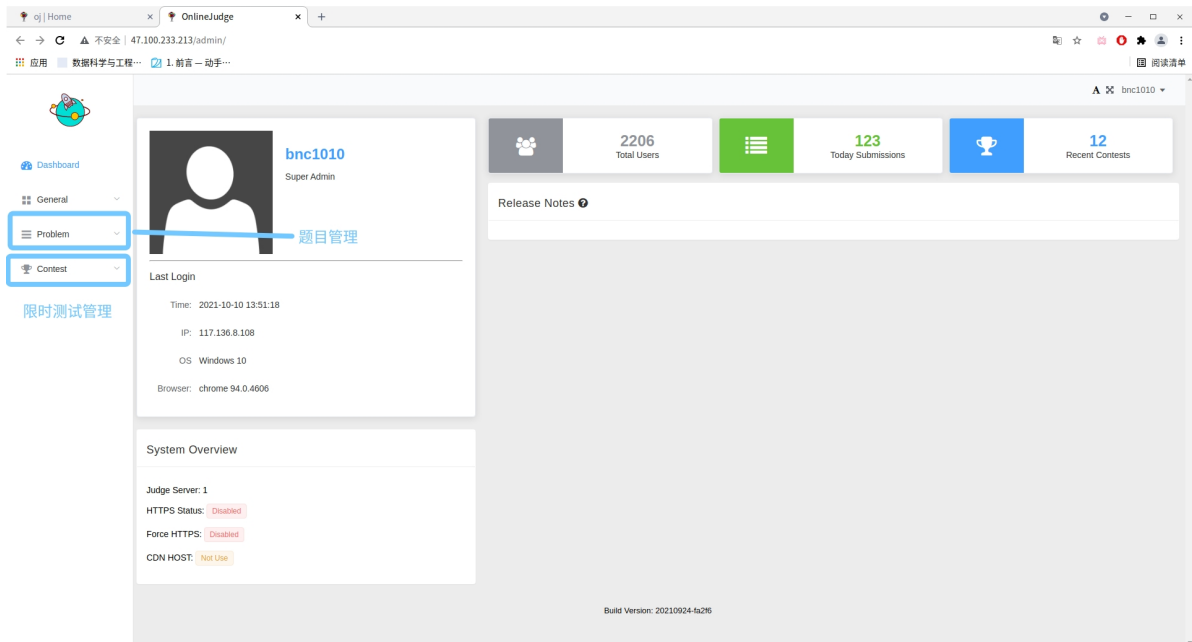 oj | Home
OnlineJudge
不安全 | 47.100.233.213/admin/
应用 数据科学与工程… 1. 前言 — 动手…
阅读清单
A bnc1010
Dashboard
General
Problem
Contest
限时测试管理
题目管理
bnc1010
Super Admin
Last Login
Time: 2021-10-10 13:51:18
IP: 117.136.8.108
OS Windows 10
Browser: chrome 94.0.4606
System Overview
Judge Server: 1
HTTPS Status: Disabled
Force HTTPS: Disabled
CDN HOST: Not Use
2206
Total Users
123
Today Submissions
12
Recent Contests
Release Notes
Build Version: 20210924-fa2f6